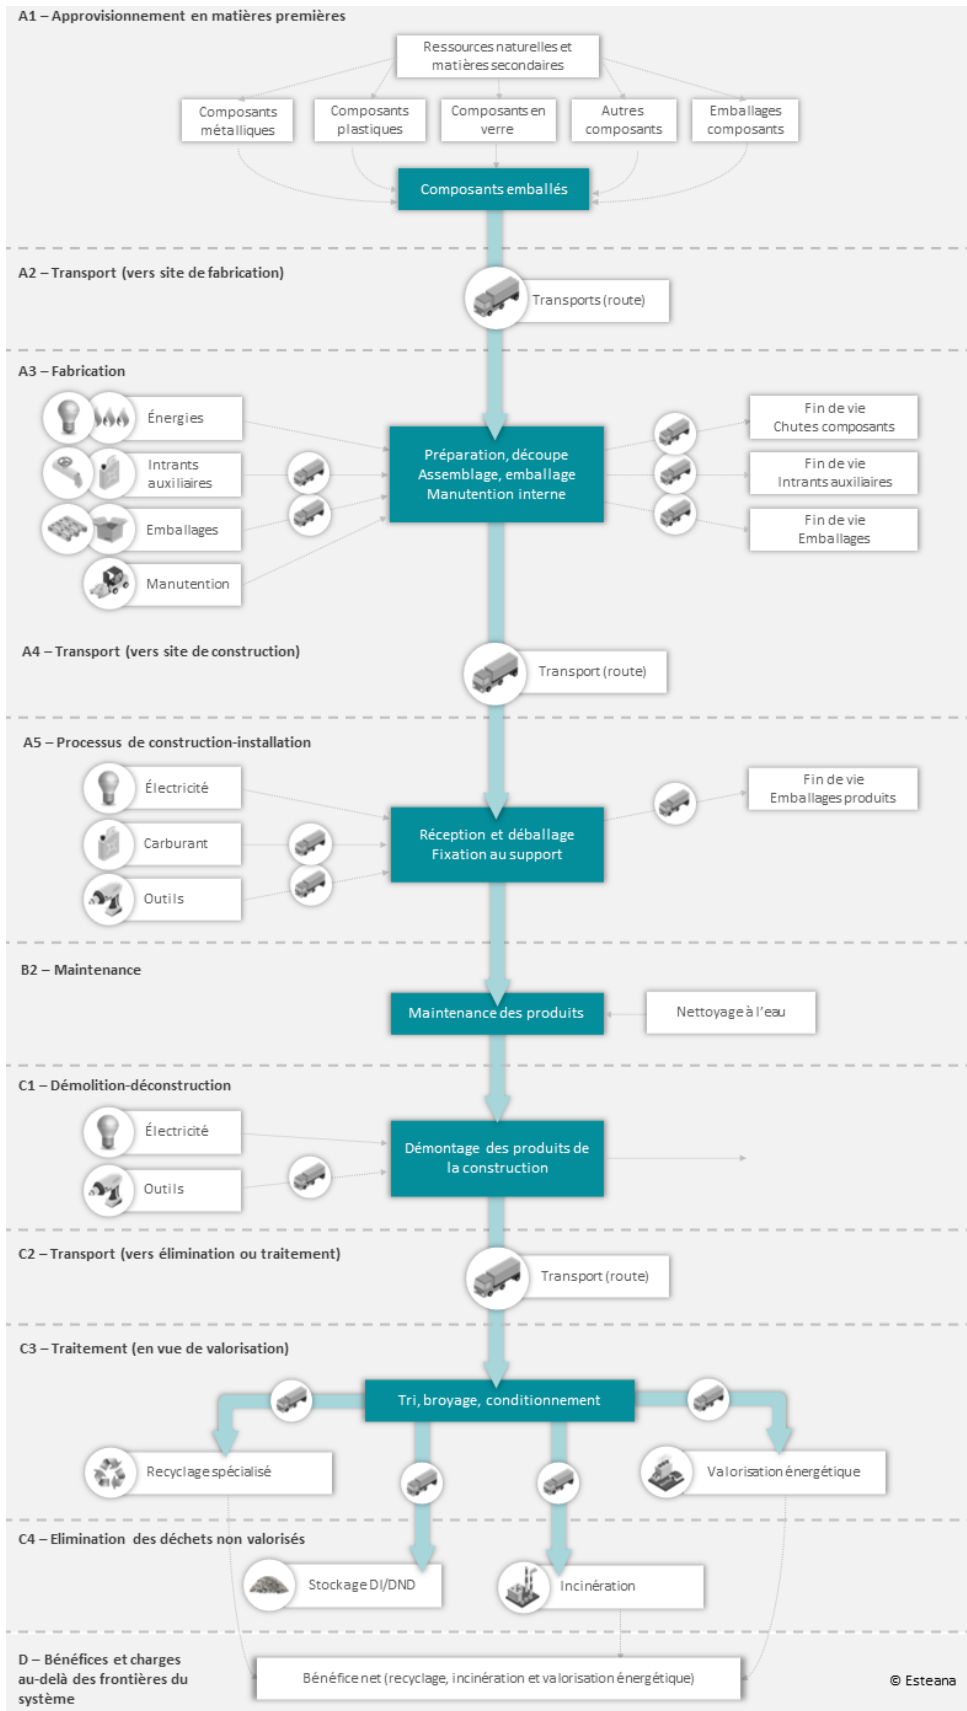 A1 – Approvisionnement en matières premières
Ressources naturelles et
matières secondaires
Composants
métalliques
Composants
plastiques
Composants en
verre
Autres
composants
Emballages
composants
Composants emballés
A2 – Transport (vers site de fabrication)
Transports (route)
A3 – Fabrication
Énergies
Intrants
auxiliaires
Emballages
Manutention
Préparation, découpe
Assemblage, emballage
Manutention interne
Fin de vie
Chutes composants
Fin de vie
Intrants auxiliaires
Fin de vie
Emballages
A4 – Transport (vers site de construction)
Transport (route)
A5 – Processus de construction-installation
Électricité
Carburant
Outils
Réception et déballage
Fixation au support
Fin de vie
Emballages produits
B2 – Maintenance
Maintenance des produits
Nettoyage à l'eau
C1 – Démolition-déconstruction
Électricité
Outils
Démontage des produits de
la construction
C2 – Transport (vers élimination ou traitement)
Transport (route)
C3 – Traitement (en vue de valorisation)
Tri, broyage, conditionnement
Recyclage spécialisé
Valorisation énergétique
C4 – Elimination des déchets non valorisés
Stockage DI/DND
Incinération
D – Bénéfices et charges
au-delà des frontières du
système
Bénéfice net (recyclage, incinération et valorisation énergétique)
© Esteana